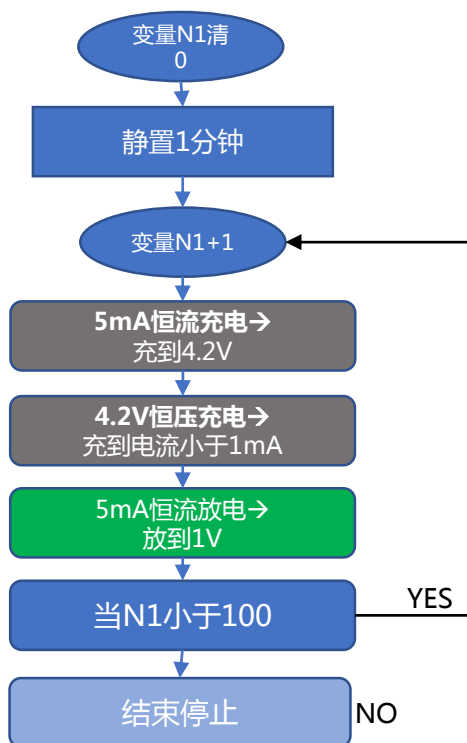 变量N1清
0
静置1分钟
变量N1+1
5mA恒流充电→
充到4.2V
4.2V恒压充电→
充到电流小于1mA
5mA恒流放电→
放到1V
当N1小于100
YES
结束停止
NO